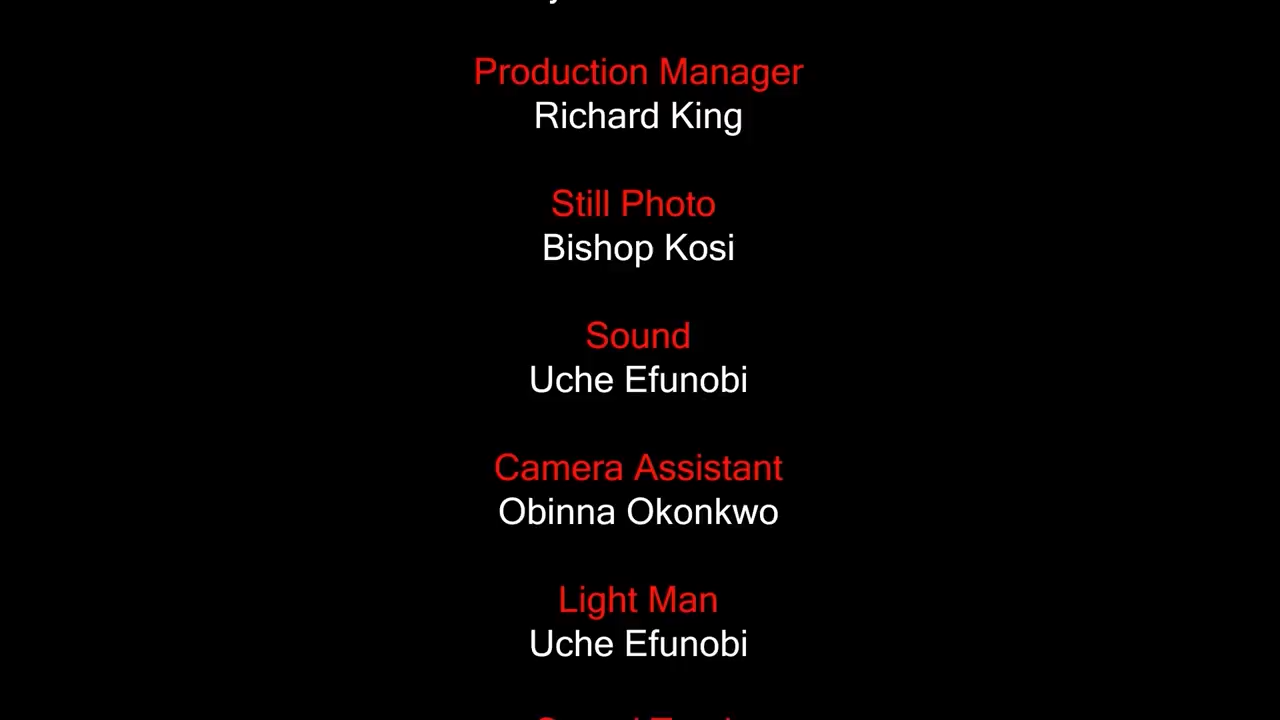 Production Manager
Richard King
Still Photo
Bishop Kosi
Sound
Uche Efunobi
Camera Assistant
Obinna Okonkwo
Light Man
Uche Efunobi